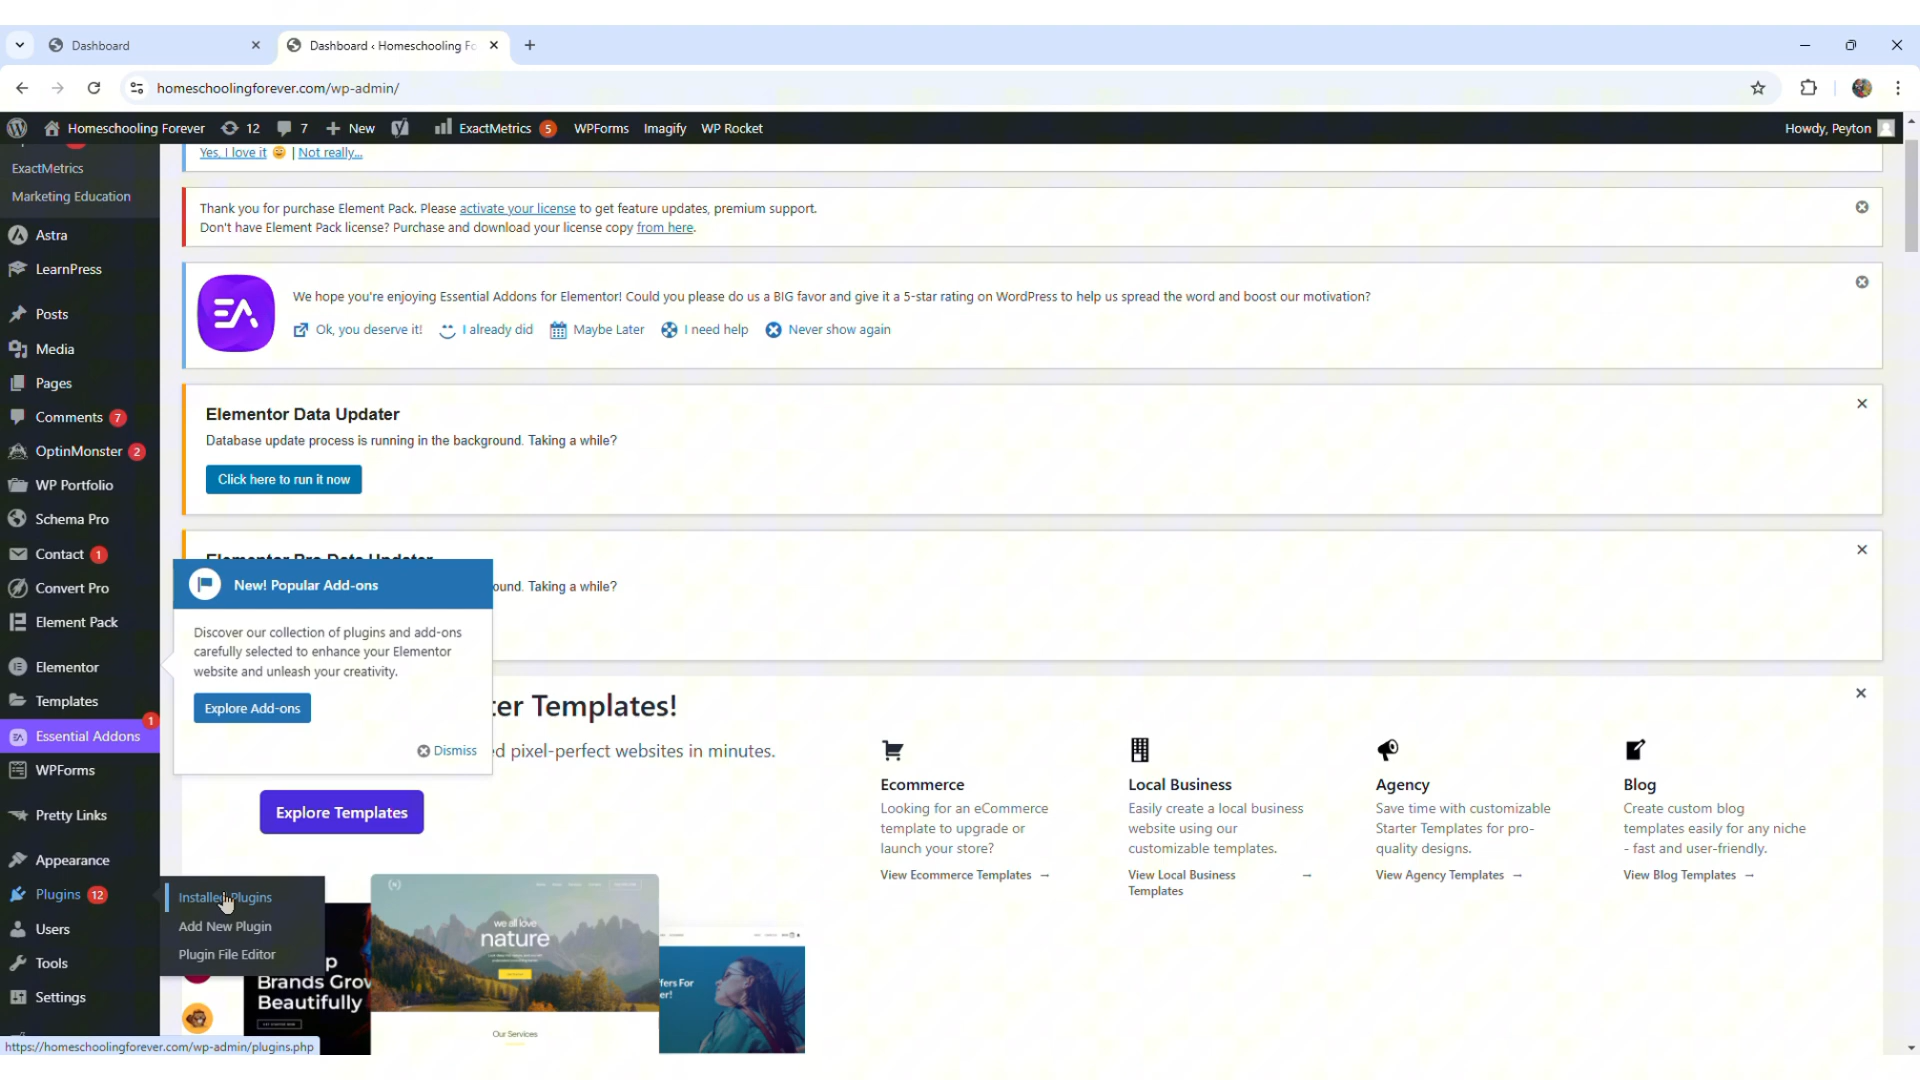 Dashboard
Dashboard ‹ Homeschooling Fo
homeschoolingforever.com/wp-admin/
Homeschooling Forever 12 7 New ExactMetrics 5 WPForms Imagify WP Rocket Howdy, Peyton
ExactMetrics
Marketing Education
Astra
LearnPress
Posts
Media
Pages
Comments 7
OptinMonster 2
WP Portfolio
Schema Pro
Contact 1
Convert Pro
Element Pack
Elementor
Templates
1
Essential Addons
WPForms
Pretty Links
Appearance
Plugins 12
Users
Tools
Settings
Installed Plugins
Add New Plugin
Plugin File Editor
Yes, I love it | Not really...
Thank you for purchase Element Pack. Please activate your license to get feature updates, premium support.
Don't have Element Pack license? Purchase and download your license copy from here.
EA
We hope you're enjoying Essential Addons for Elementor! Could you please do us a BIG favor and give it a 5-star rating on WordPress to help us spread the word and boost our motivation?
Ok, you deserve it! I already did Maybe Later I need help Never show again
Elementor Data Updater
Database update process is running in the background. Taking a while?
Click here to run it now
Elementor Pro Data Updater
ound. Taking a while?
New! Popular Add-ons
Discover our collection of plugins and add-ons
carefully selected to enhance your Elementor
website and unleash your creativity.
Explore Add-ons
Dismiss
ter Templates!
d pixel-perfect websites in minutes.
Explore Templates
Ecommerce
Looking for an eCommerce
template to upgrade or
launch your store?
View Ecommerce Templates →
Local Business
Easily create a local business
website using our
customizable templates.
View Local Business →
Templates
Agency
Save time with customizable
Starter Templates for pro-
quality designs.
View Agency Templates →
Blog
Create custom blog
templates easily for any niche
- fast and user-friendly.
View Blog Templates →
we all love
nature
Our Services
p
Brands Grow
Beautifully
fers For
er!
https://homeschoolingforever.com/wp-admin/plugins.php